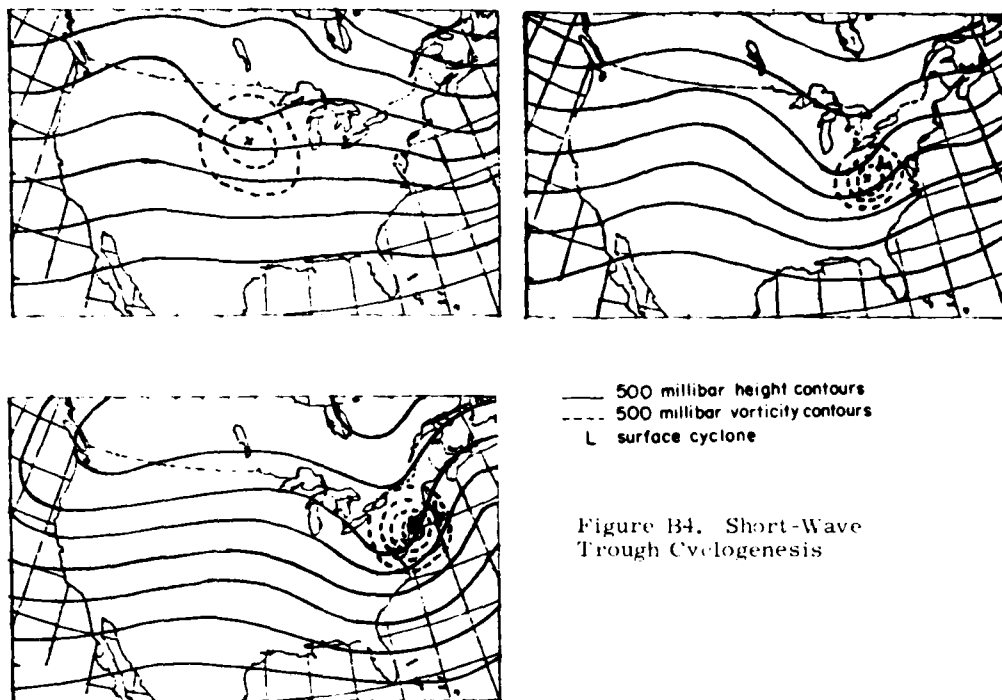 500 millibar height contours
500 millibar vorticity contours
L surface cyclone
Figure B4. Short-Wave
Trough Cyclogenesis